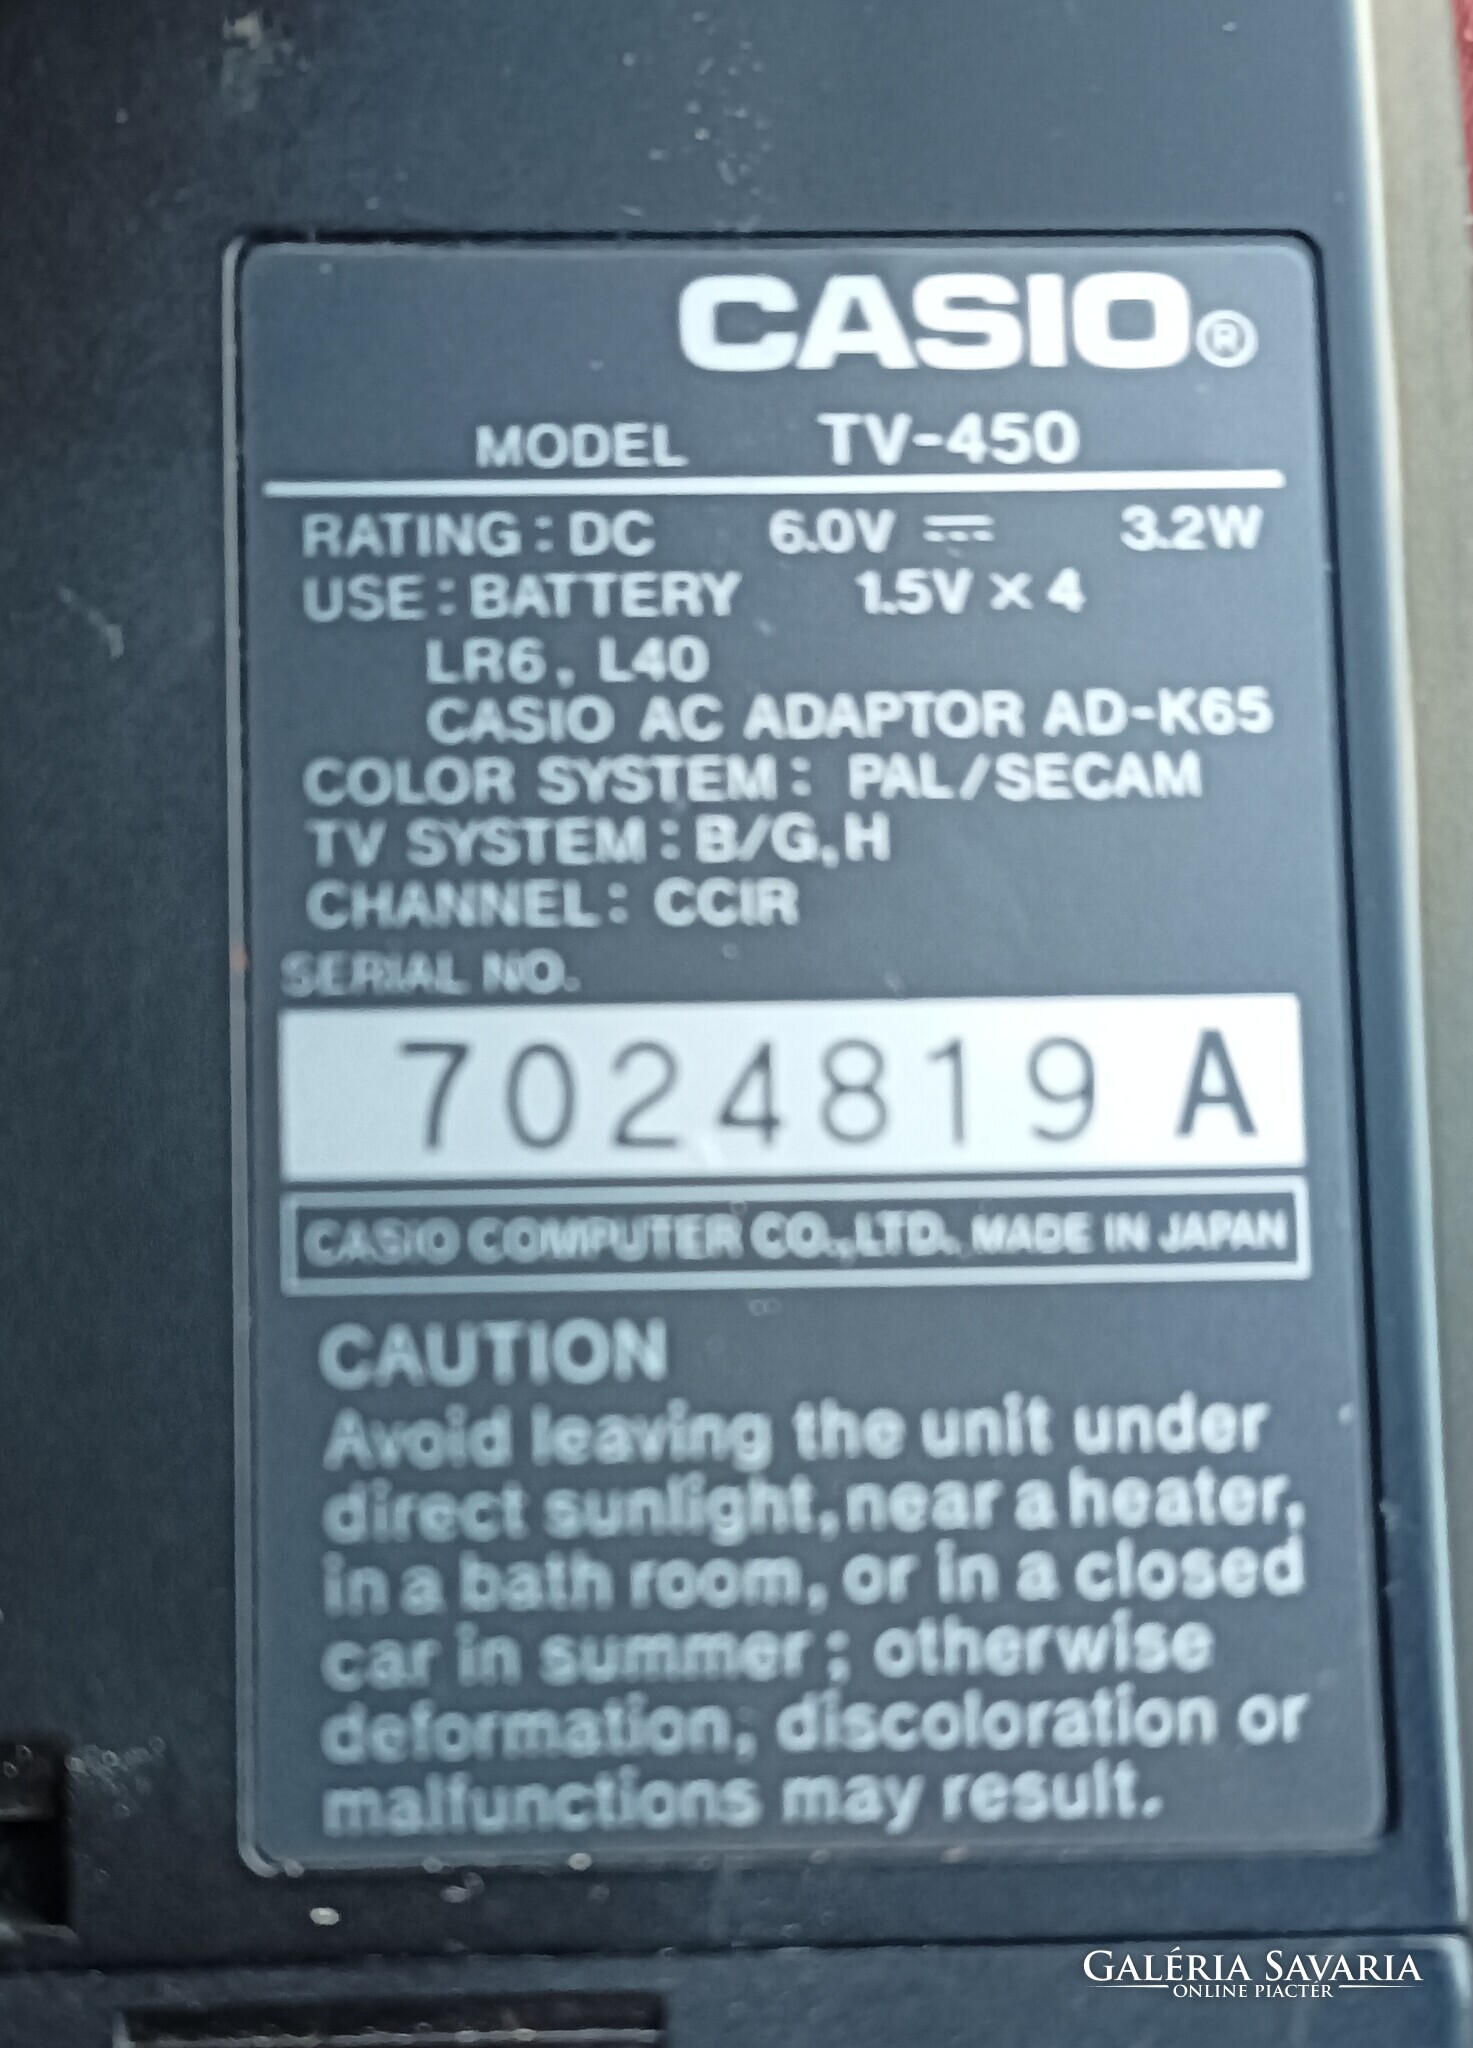 CASIO®
MODEL TV-450
RATING : DC 6.0V ⎓ 3.2W
USE : BATTERY 1.5V × 4
LR6, L40
CASIO AC ADAPTOR AD-K65
COLOR SYSTEM : PAL/SECAM
TV SYSTEM : B/G,H
CHANNEL : CCIR
SERIAL NO.
7024819 A
CASIO COMPUTER CO.,LTD. MADE IN JAPAN
CAUTION
Avoid leaving the unit under
direct sunlight, near a heater,
in a bath room, or in a closed
car in summer ; otherwise
deformation, discoloration or
malfunctions may result.
GALÉRIA SAVARIA
ONLINE PIACTÉR